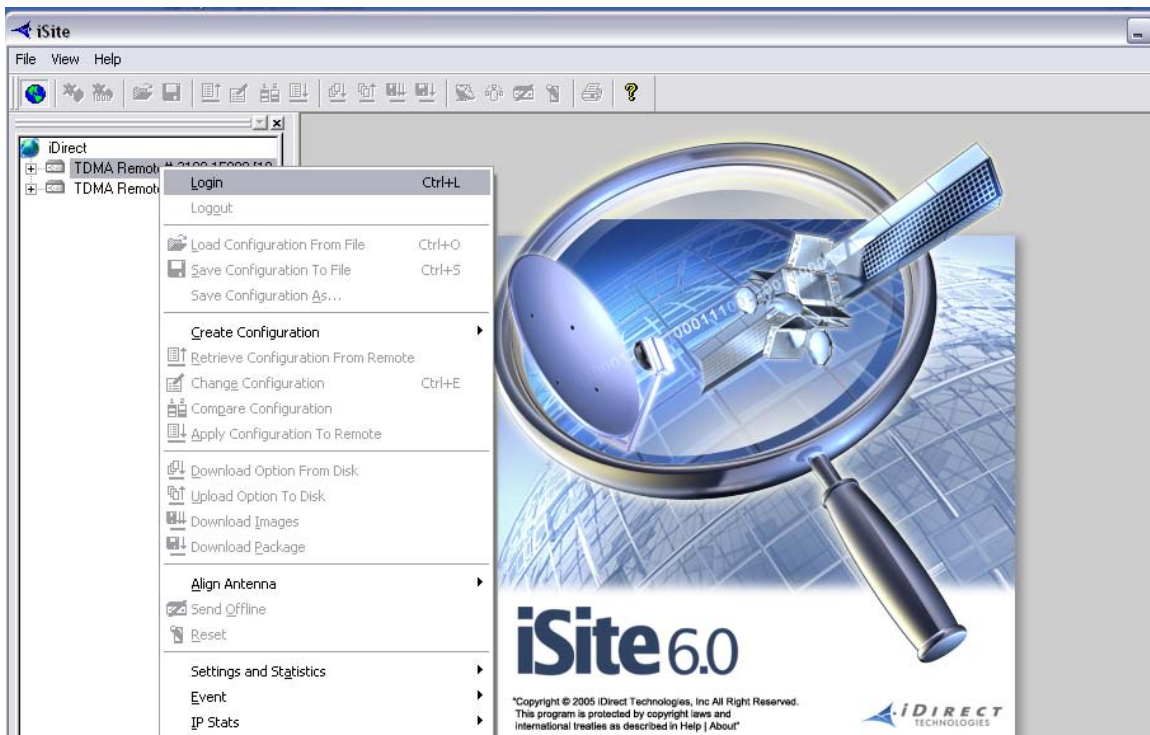 iSite
File View Help
iDirect
TDMA Remote
TDMA Remote
Login Ctrl+L
Logout
Load Configuration From File Ctrl+O
Save Configuration To File Ctrl+S
Save Configuration As...
Create Configuration
Retrieve Configuration From Remote
Change Configuration Ctrl+E
Compare Configuration
Apply Configuration To Remote
Download Option From Disk
Upload Option To Disk
Download Images
Download Package
Align Antenna
Send Offline
Reset
Settings and Statistics
Event
IP Stats
iSite 6.0
"Copyright © 2005 iDirect Technologies, Inc All Right Reserved.
This program is protected by copyright laws and
international treaties as described in Help | About"
iDIRECT
TECHNOLOGIES